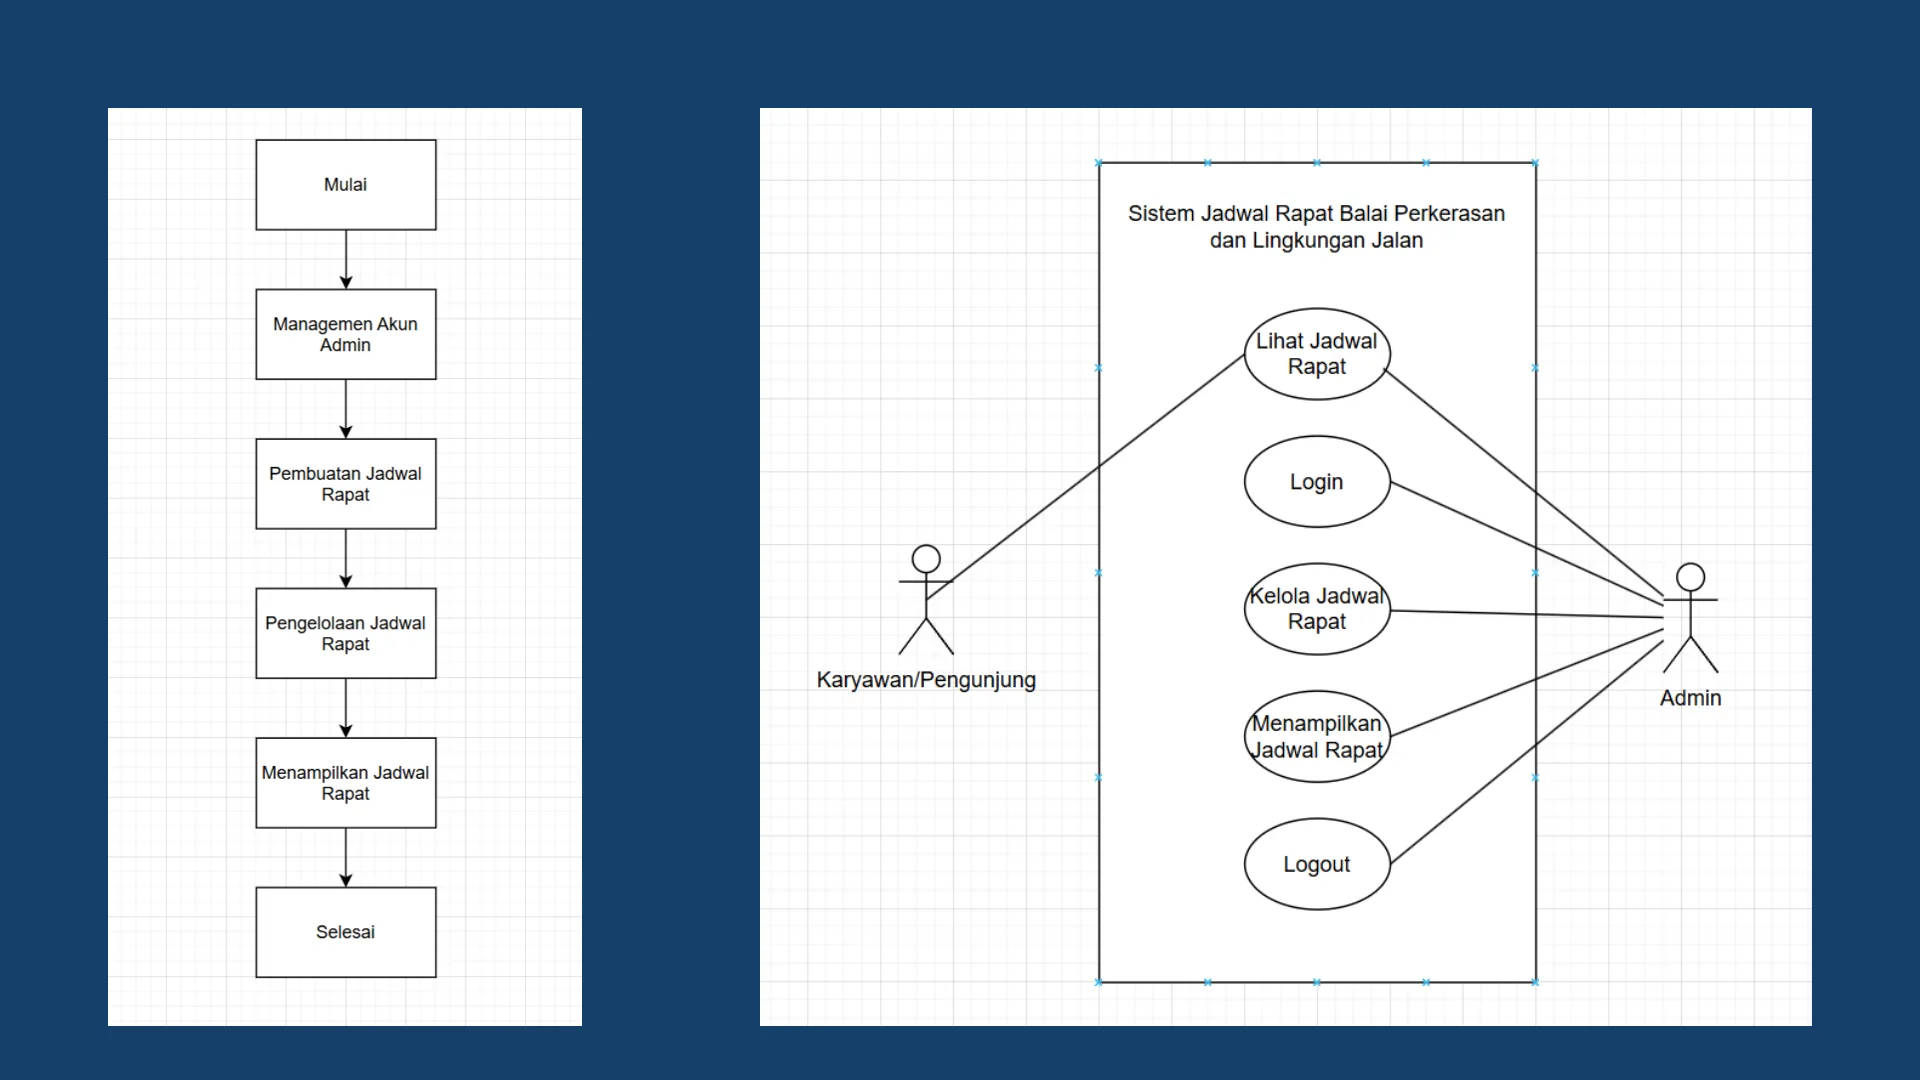 Mulai
Managemen Akun
Admin
Pembuatan Jadwal
Rapat
Pengelolaan Jadwal
Rapat
Menampilkan Jadwal
Rapat
Selesai
Sistem Jadwal Rapat Balai Perkerasan
dan Lingkungan Jalan
Lihat Jadwal
Rapat
Login
Kelola Jadwal
Rapat
Menampilkan
Jadwal Rapat
Logout
Karyawan/Pengunjung
Admin